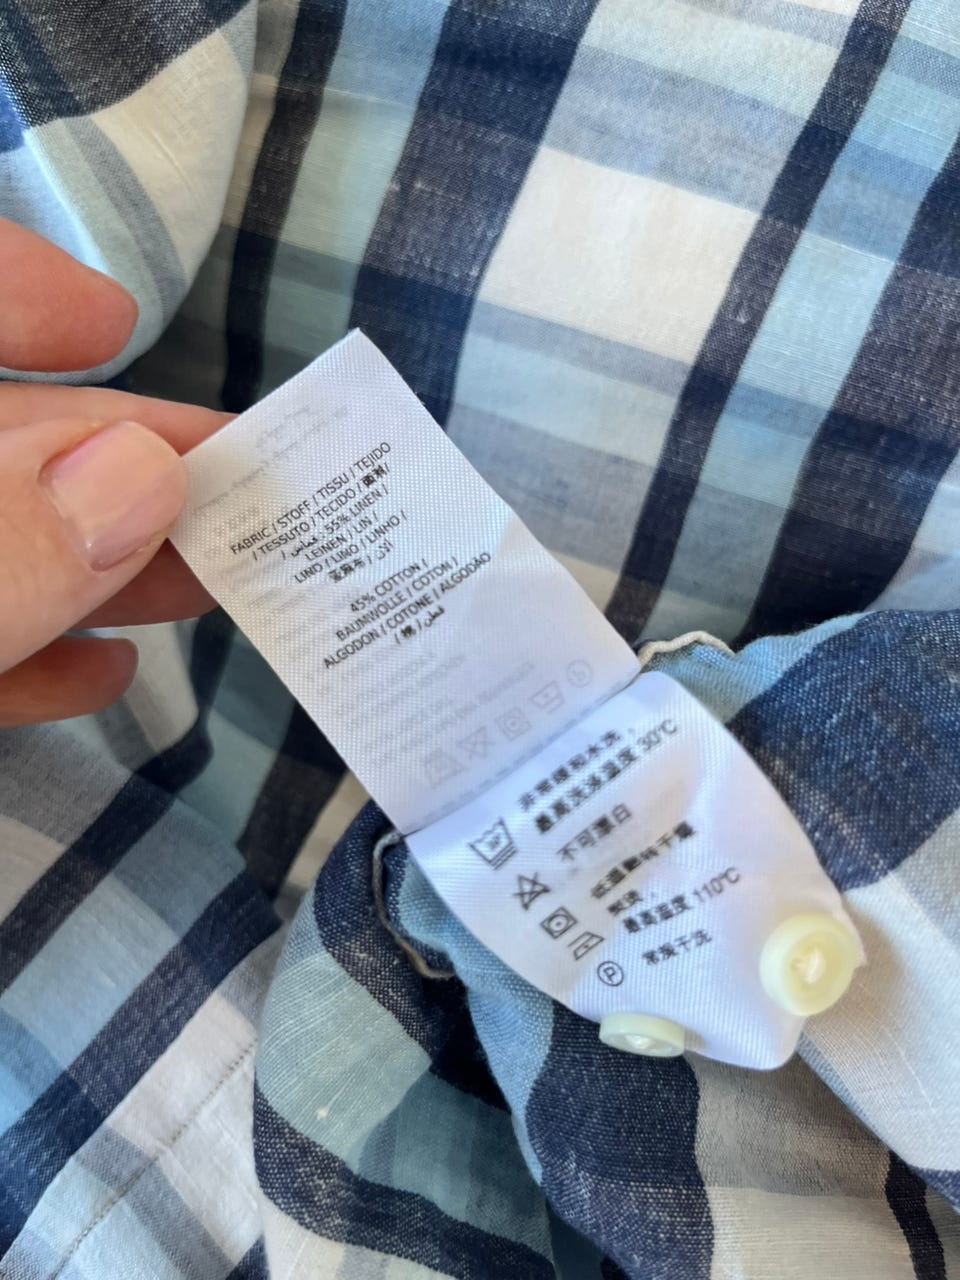 FABRIC / STOFF / TISSU / TEJIDO
/ TESSUTO / TECIDO / 面料/
/ قماش - 55% LINEN /
LEINEN / LIN /
LINO / LINO / LINHO /
亚麻布 /
45% COTTON /
BAUMWOLLE / COTON /
ALGODON / COTONE / ALGODÃO
/ 棉 / قطن
非常缓和水洗，
最高洗涤温度 30℃
不可漂白
低温翻转干燥
熨烫，
最高温度 110℃
常规干洗
P